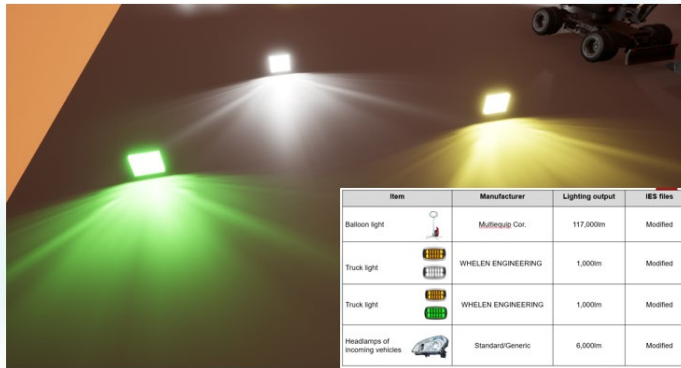 Item Manufacturer Lighting output IES files
Balloon light Multiequip Cor. 117,000lm Modified
Truck light WHELEN ENGINEERING 1,000lm Modified
Truck light WHELEN ENGINEERING 1,000lm Modified
Headlamps of
incoming vehicles Standard/Generic 6,000lm Modified